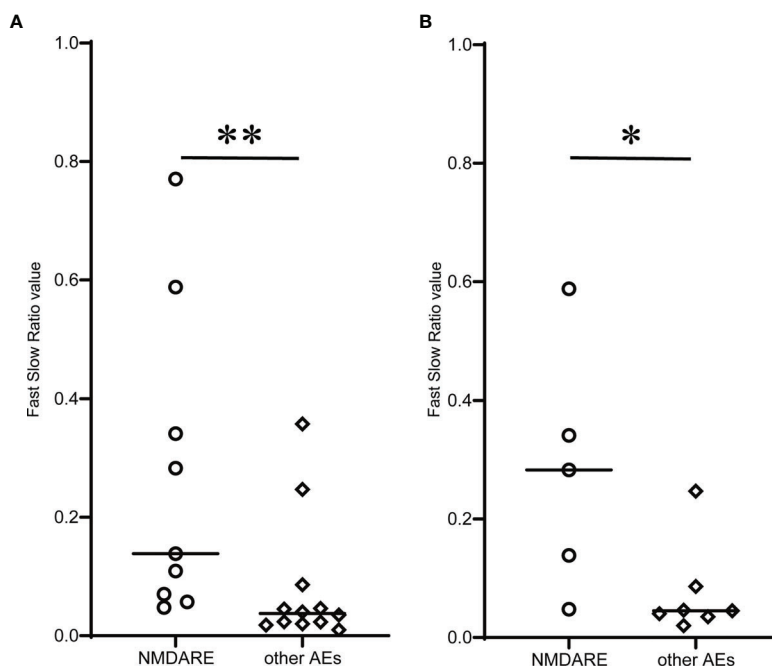 A
Fast Slow Ratio value
1.0
0.8
0.6
0.4
0.2
0.0
**
NMDARE
other AEs
B
Fast Slow Ratio value
1.0
0.8
0.6
0.4
0.2
0.0
*
NMDARE
other AEs